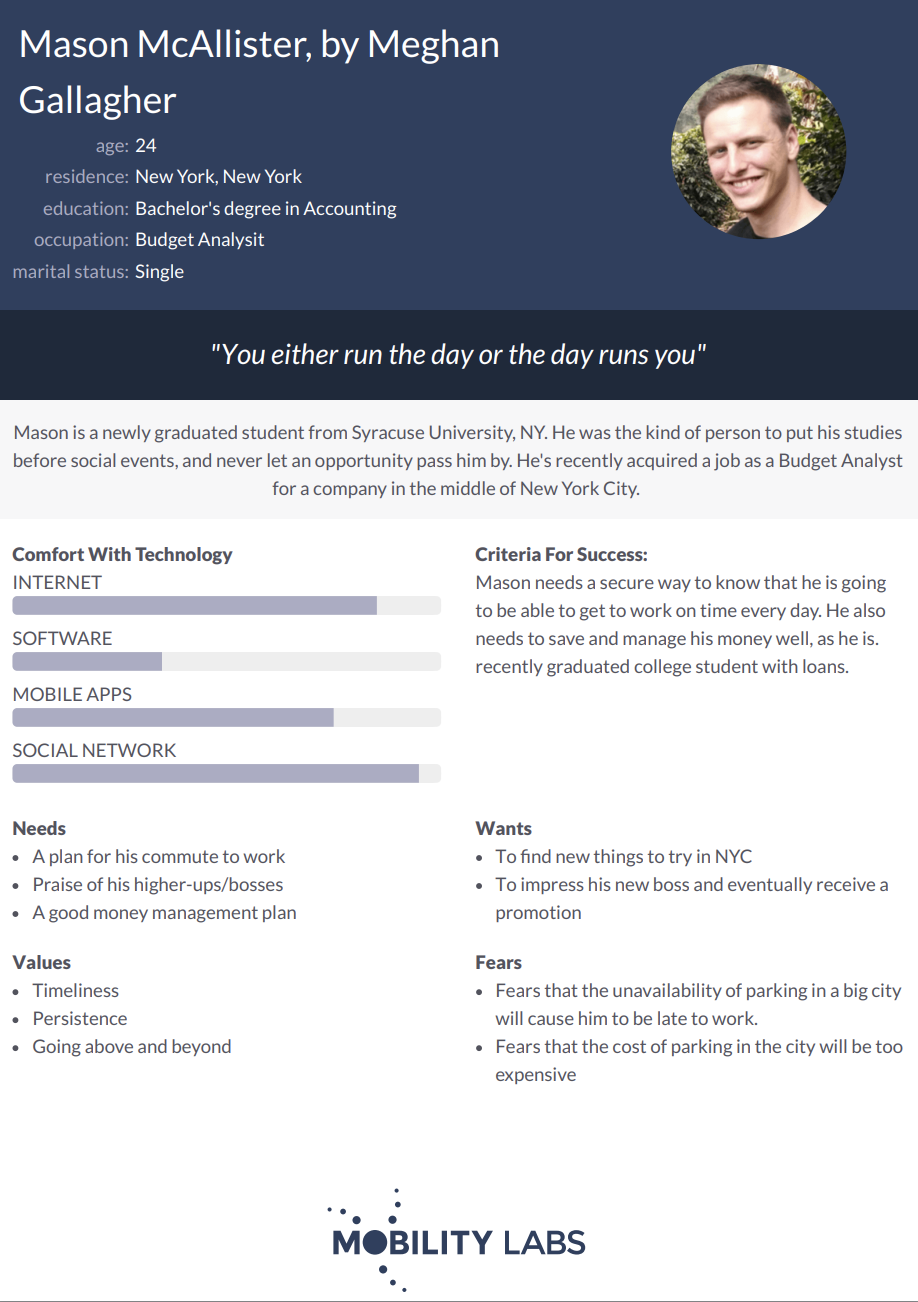 Mason McAllister, by Meghan
Gallagher
age: 24
residence: New York, New York
education: Bachelor's degree in Accounting
occupation: Budget Analysit
marital status: Single
"You either run the day or the day runs you"
Mason is a newly graduated student from Syracuse University, NY. He was the kind of person to put his studies
before social events, and never let an opportunity pass him by. He's recently acquired a job as a Budget Analyst
for a company in the middle of New York City.
Comfort With Technology
INTERNET
SOFTWARE
MOBILE APPS
SOCIAL NETWORK
Criteria For Success:
Mason needs a secure way to know that he is going
to be able to get to work on time every day. He also
needs to save and manage his money well, as he is.
recently graduated college student with loans.
Needs
• A plan for his commute to work
• Praise of his higher-ups/bosses
• A good money management plan
Wants
• To find new things to try in NYC
• To impress his new boss and eventually receive a
promotion
Values
• Timeliness
• Persistence
• Going above and beyond
Fears
• Fears that the unavailability of parking in a big city
will cause him to be late to work.
• Fears that the cost of parking in the city will be too
expensive
MOBILITY LABS